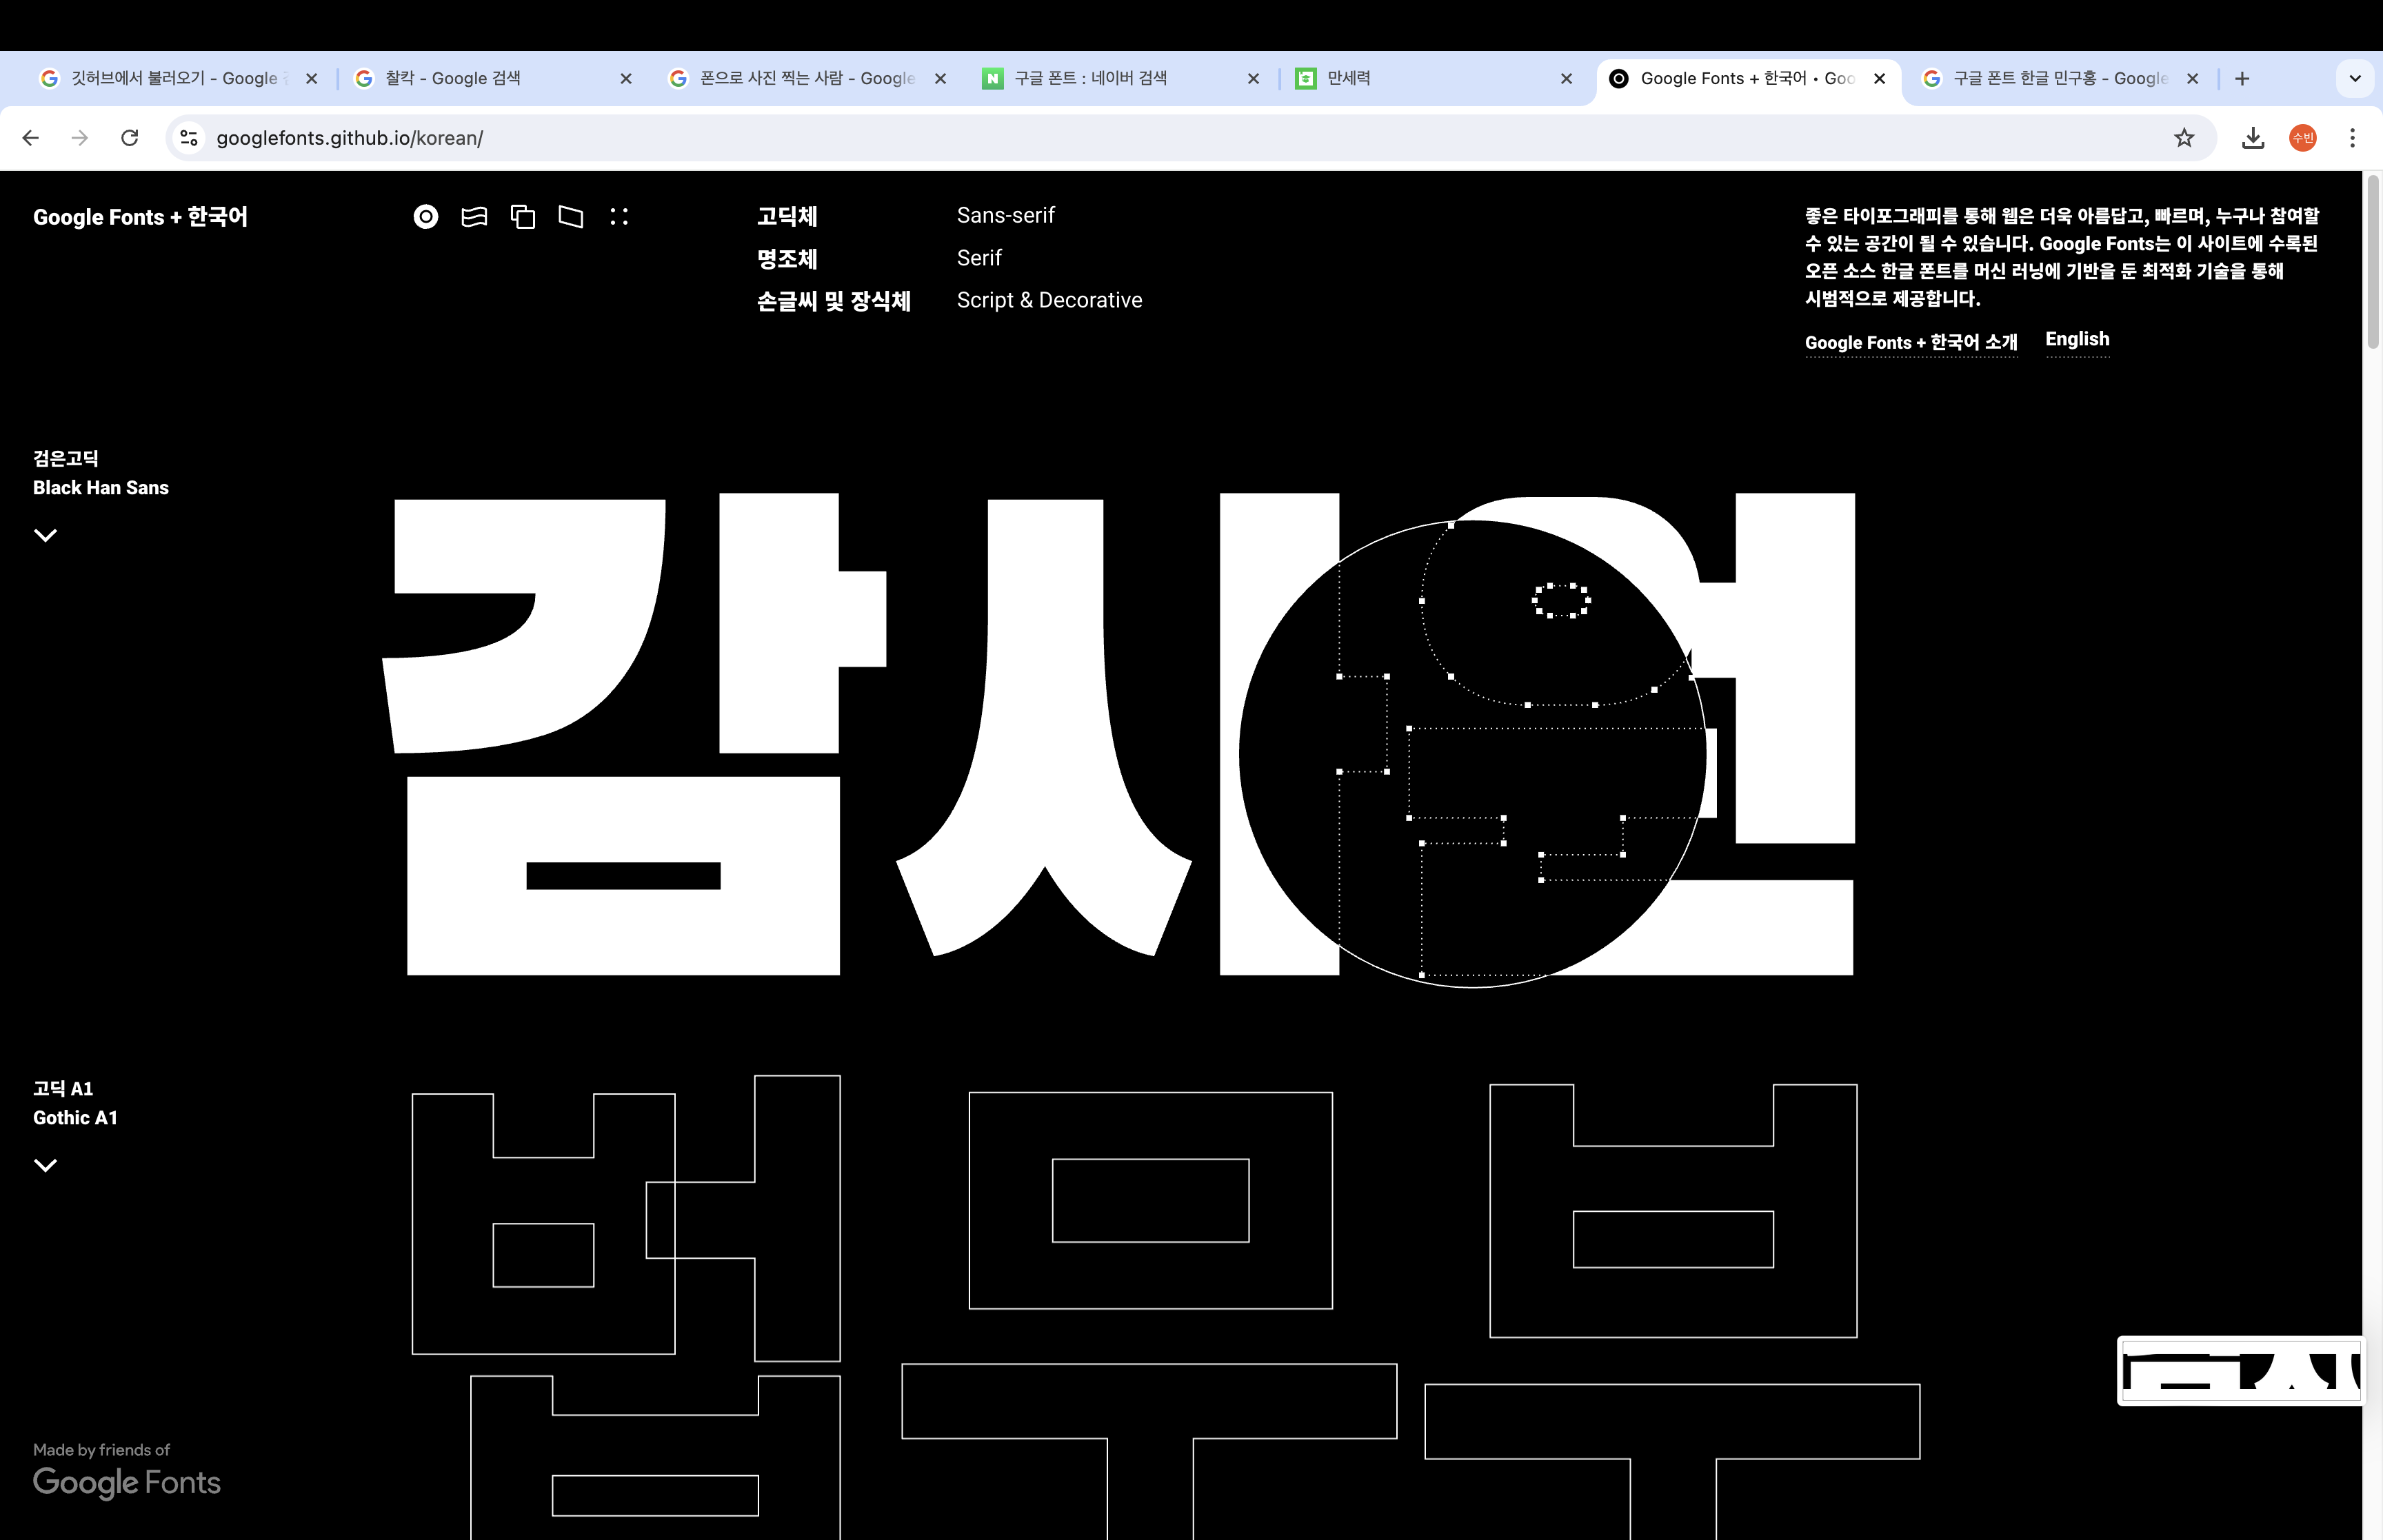 깃허브에서 불러오기 - Google
찰칵 - Google 검색
폰으로 사진 찍는 사람 - Google
구글 폰트 : 네이버 검색
만세력
Google Fonts + 한국어 • Goo
구글 폰트 한글 민구홍 - Google
googlefonts.github.io/korean/
수빈
Google Fonts + 한국어
고딕체 Sans-serif
명조체 Serif
손글씨 및 장식체 Script & Decorative
좋은 타이포그래피를 통해 웹은 더욱 아름답고, 빠르며, 누구나 참여할
수 있는 공간이 될 수 있습니다. Google Fonts는 이 사이트에 수록된
오픈 소스 한글 폰트를 머신 러닝에 기반을 둔 최적화 기술을 통해
시범적으로 제공합니다.
Google Fonts + 한국어 소개 English
검은고딕
Black Han Sans
감사원
고딕 A1
Gothic A1
법무부
Made by friends of
Google Fonts